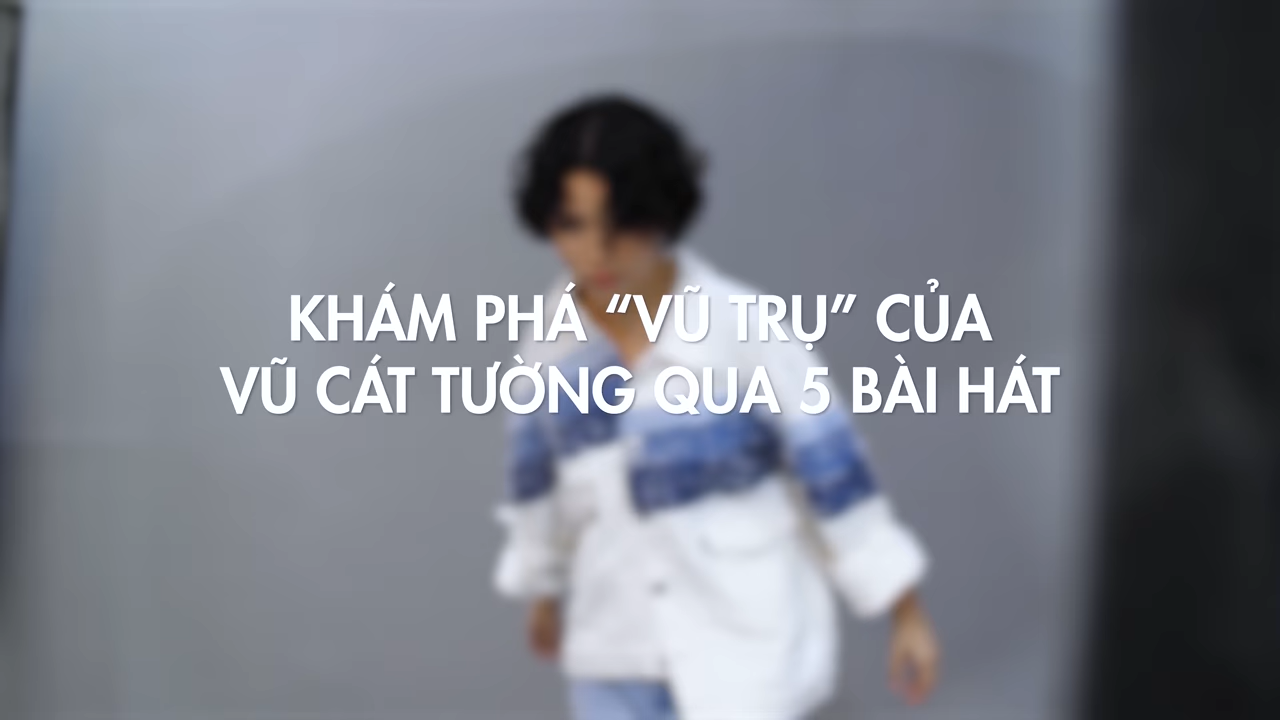 KHÁM PHÁ “VŨ TRỤ” CỦA
VŨ CÁT TƯỜNG QUA 5 BÀI HÁT